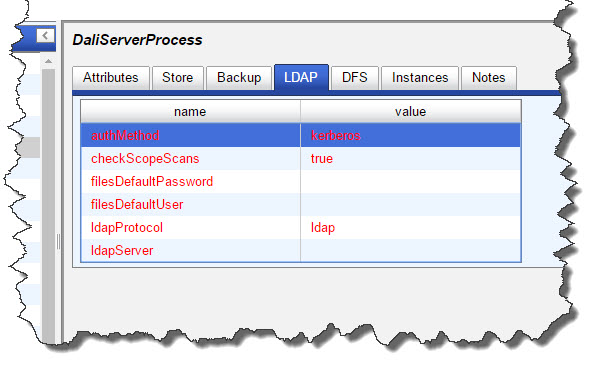 DaliServerProcess
Attributes Store Backup LDAP DFS Instances Notes
name value
authMethod kerberos
checkScopeScans true
filesDefaultPassword
filesDefaultUser
ldapProtocol ldap
ldapServer